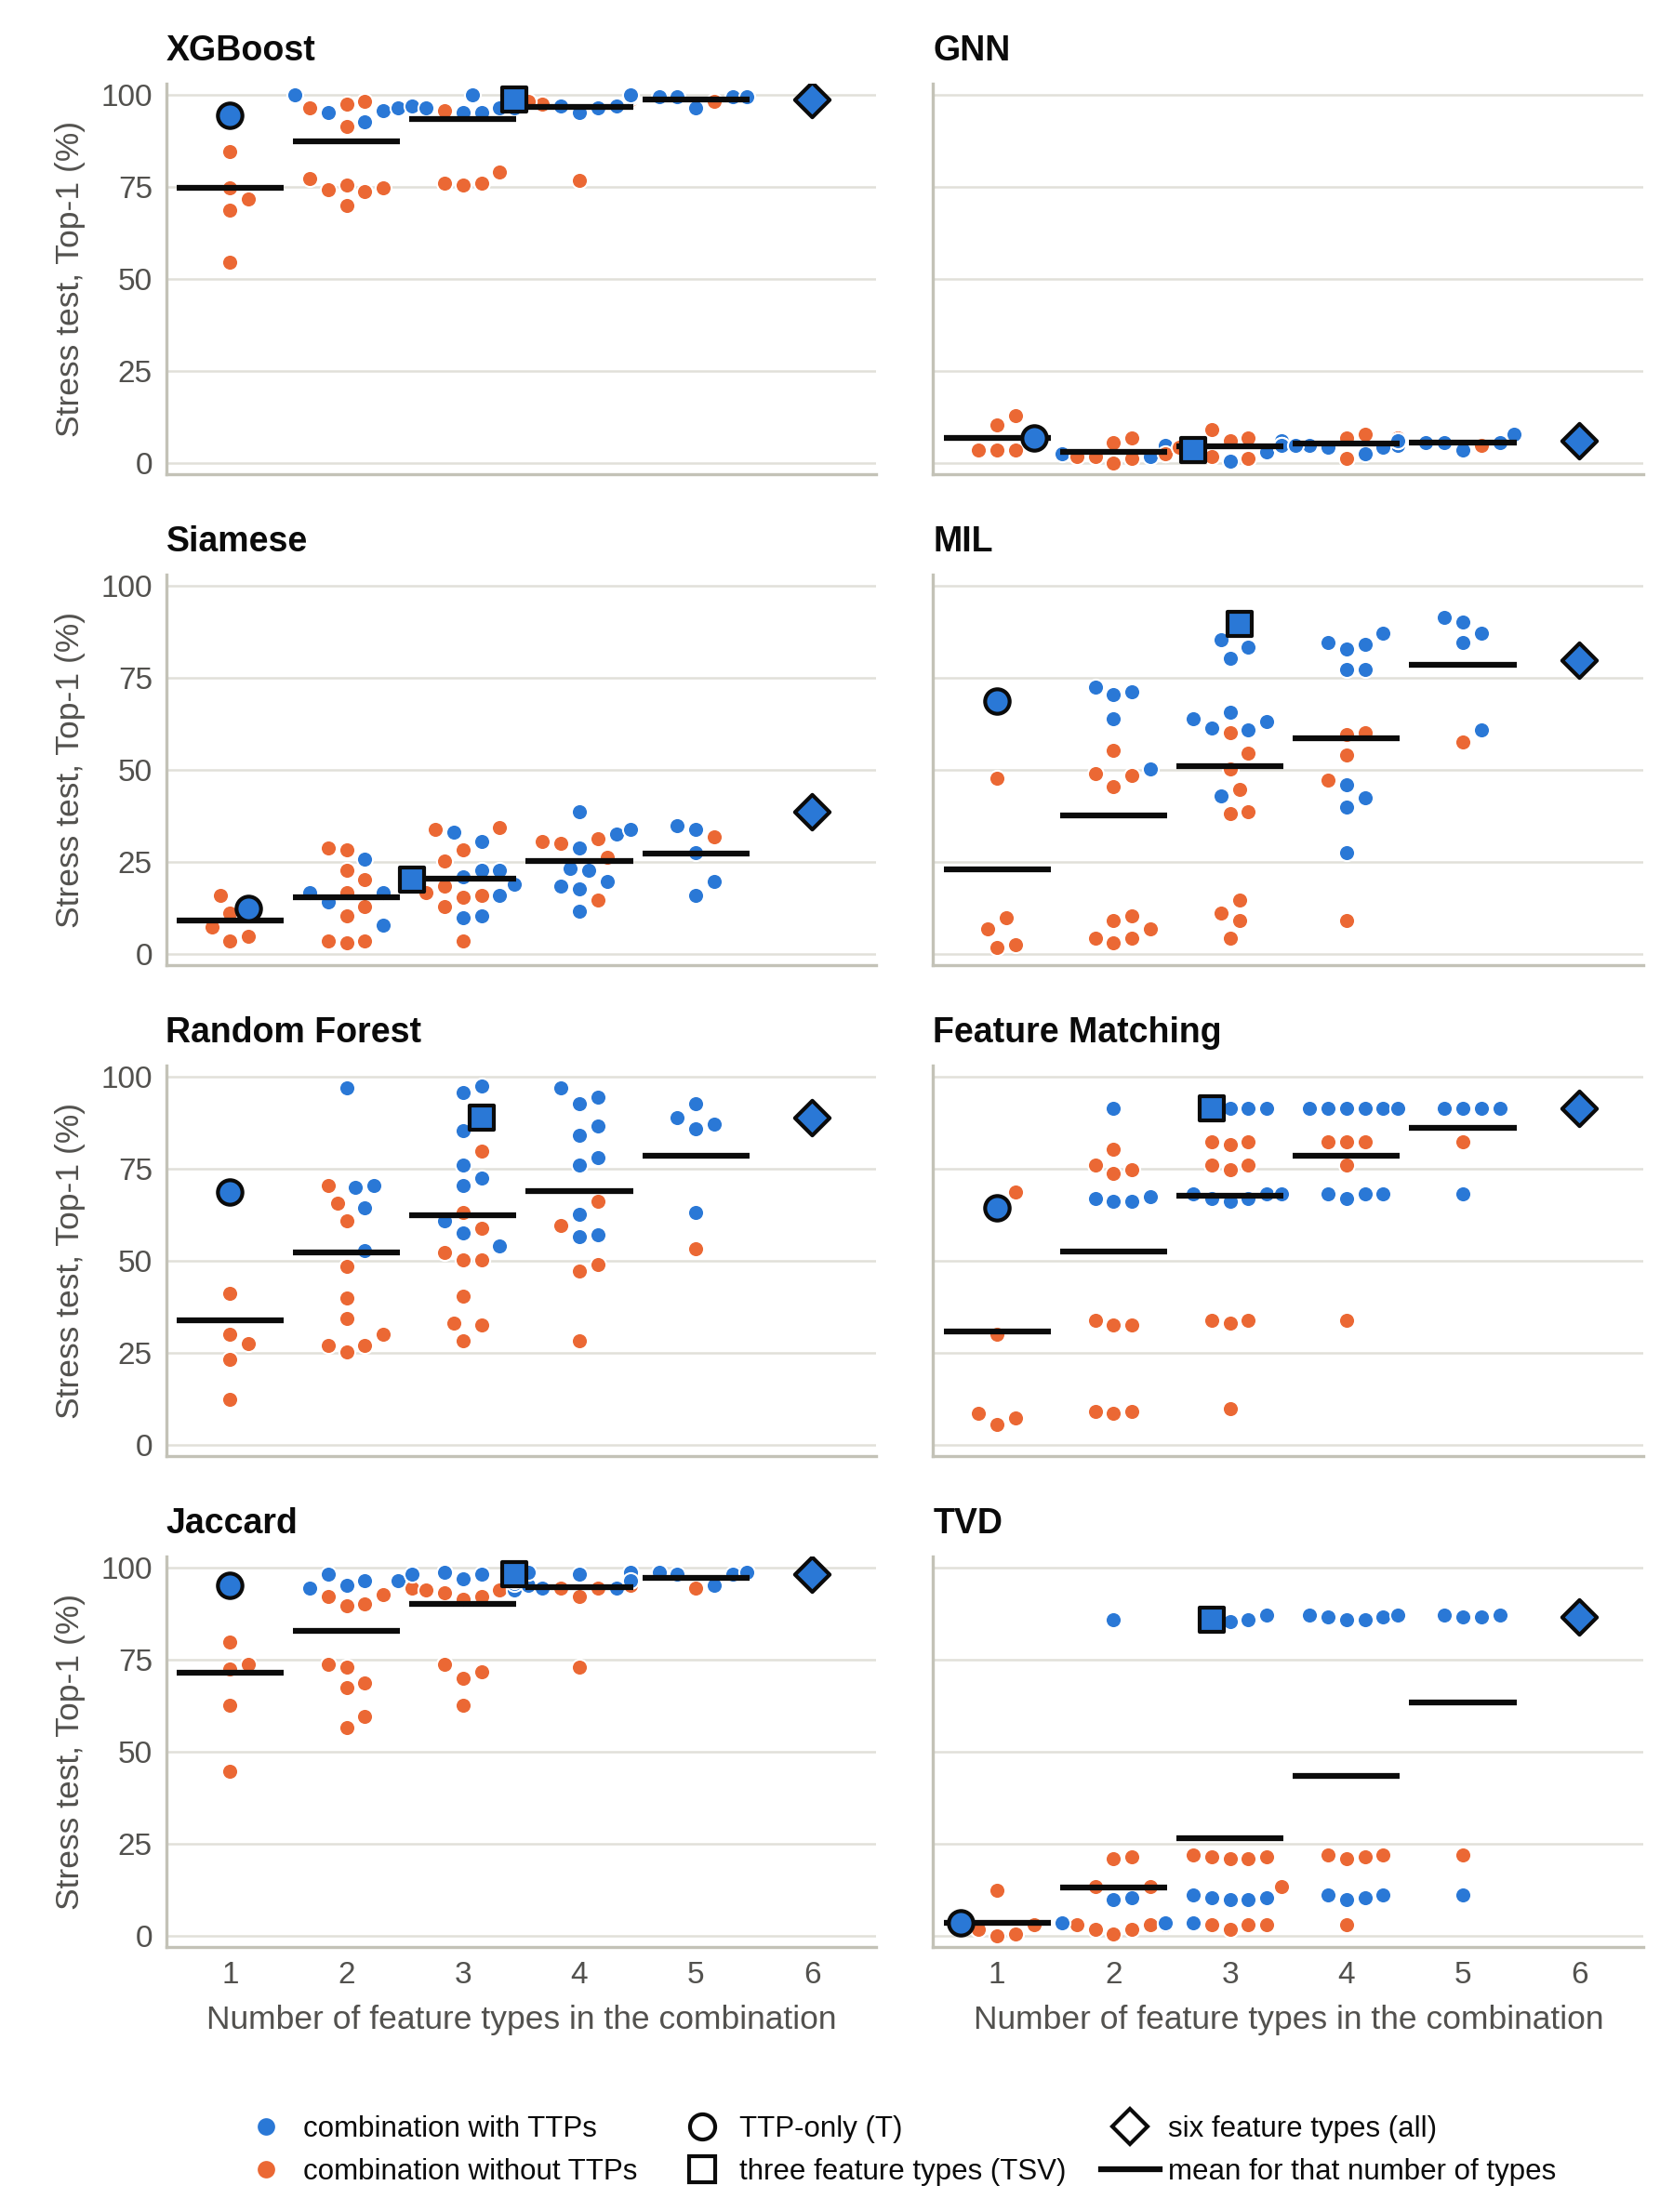 XGBoost
GNN
Stress test, Top-1 (%)
100
75
50
25
0
Siamese
MIL
Stress test, Top-1 (%)
100
75
50
25
0
Random Forest
Feature Matching
Stress test, Top-1 (%)
100
75
50
25
0
Jaccard
TVD
Stress test, Top-1 (%)
100
75
50
25
0
1 2 3 4 5 6
1 2 3 4 5 6
Number of feature types in the combination
Number of feature types in the combination
combination with TTPs
TTP-only (T)
six feature types (all)
combination without TTPs
three feature types (TSV)
mean for that number of types